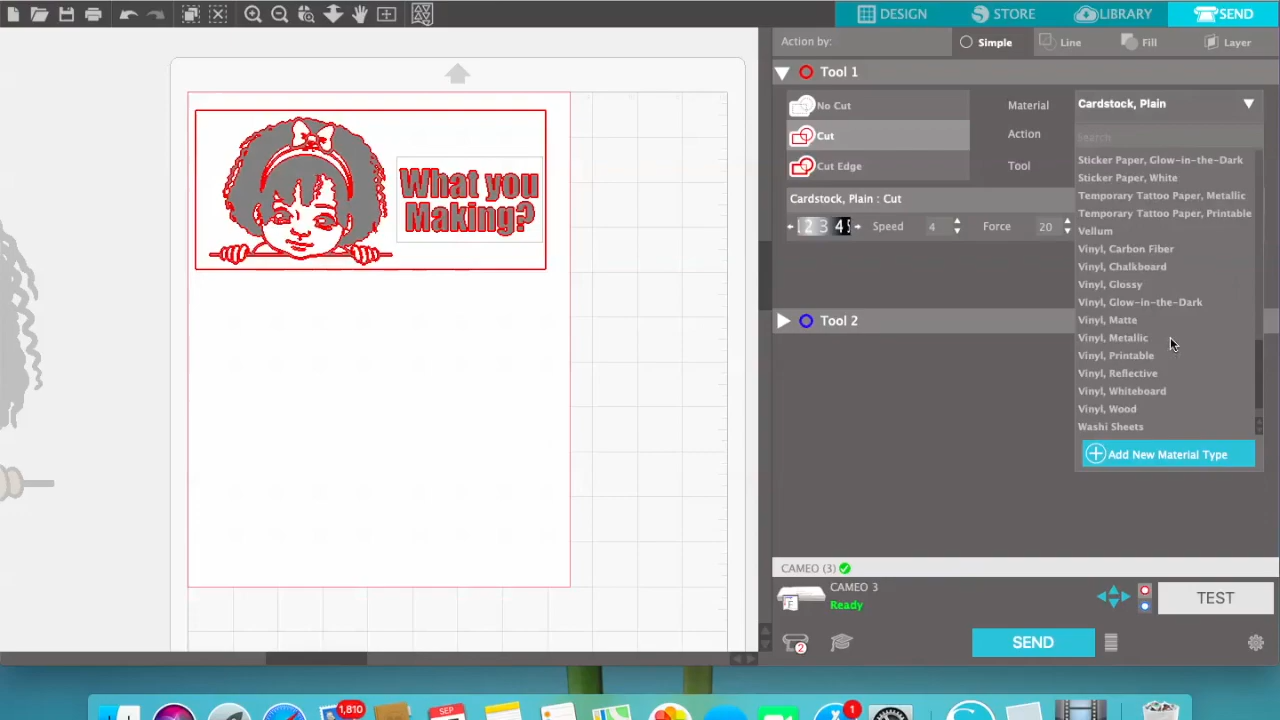 DESIGN
STORE
LIBRARY
SEND
Action by:
Simple
Line
Fill
Layer
Tool 1
No Cut
Material
Cardstock, Plain
Cut
Action
Search
Cut Edge
Tool
Sticker Paper, Glow-in-the-Dark
Sticker Paper, White
Temporary Tattoo Paper, Metallic
Cardstock, Plain : Cut
Temporary Tattoo Paper, Printable
Speed 4
Force 20
Vellum
Vinyl, Carbon Fiber
Vinyl, Chalkboard
Vinyl, Glossy
Vinyl, Glow-in-the-Dark
Tool 2
Vinyl, Matte
Vinyl, Metallic
Vinyl, Printable
Vinyl, Reflective
Vinyl, Whiteboard
Vinyl, Wood
Washi Sheets
Add New Material Type
What you
Making?
CAMEO (3)
CAMEO 3
Ready
TEST
2
SEND
1,810
SEP
1